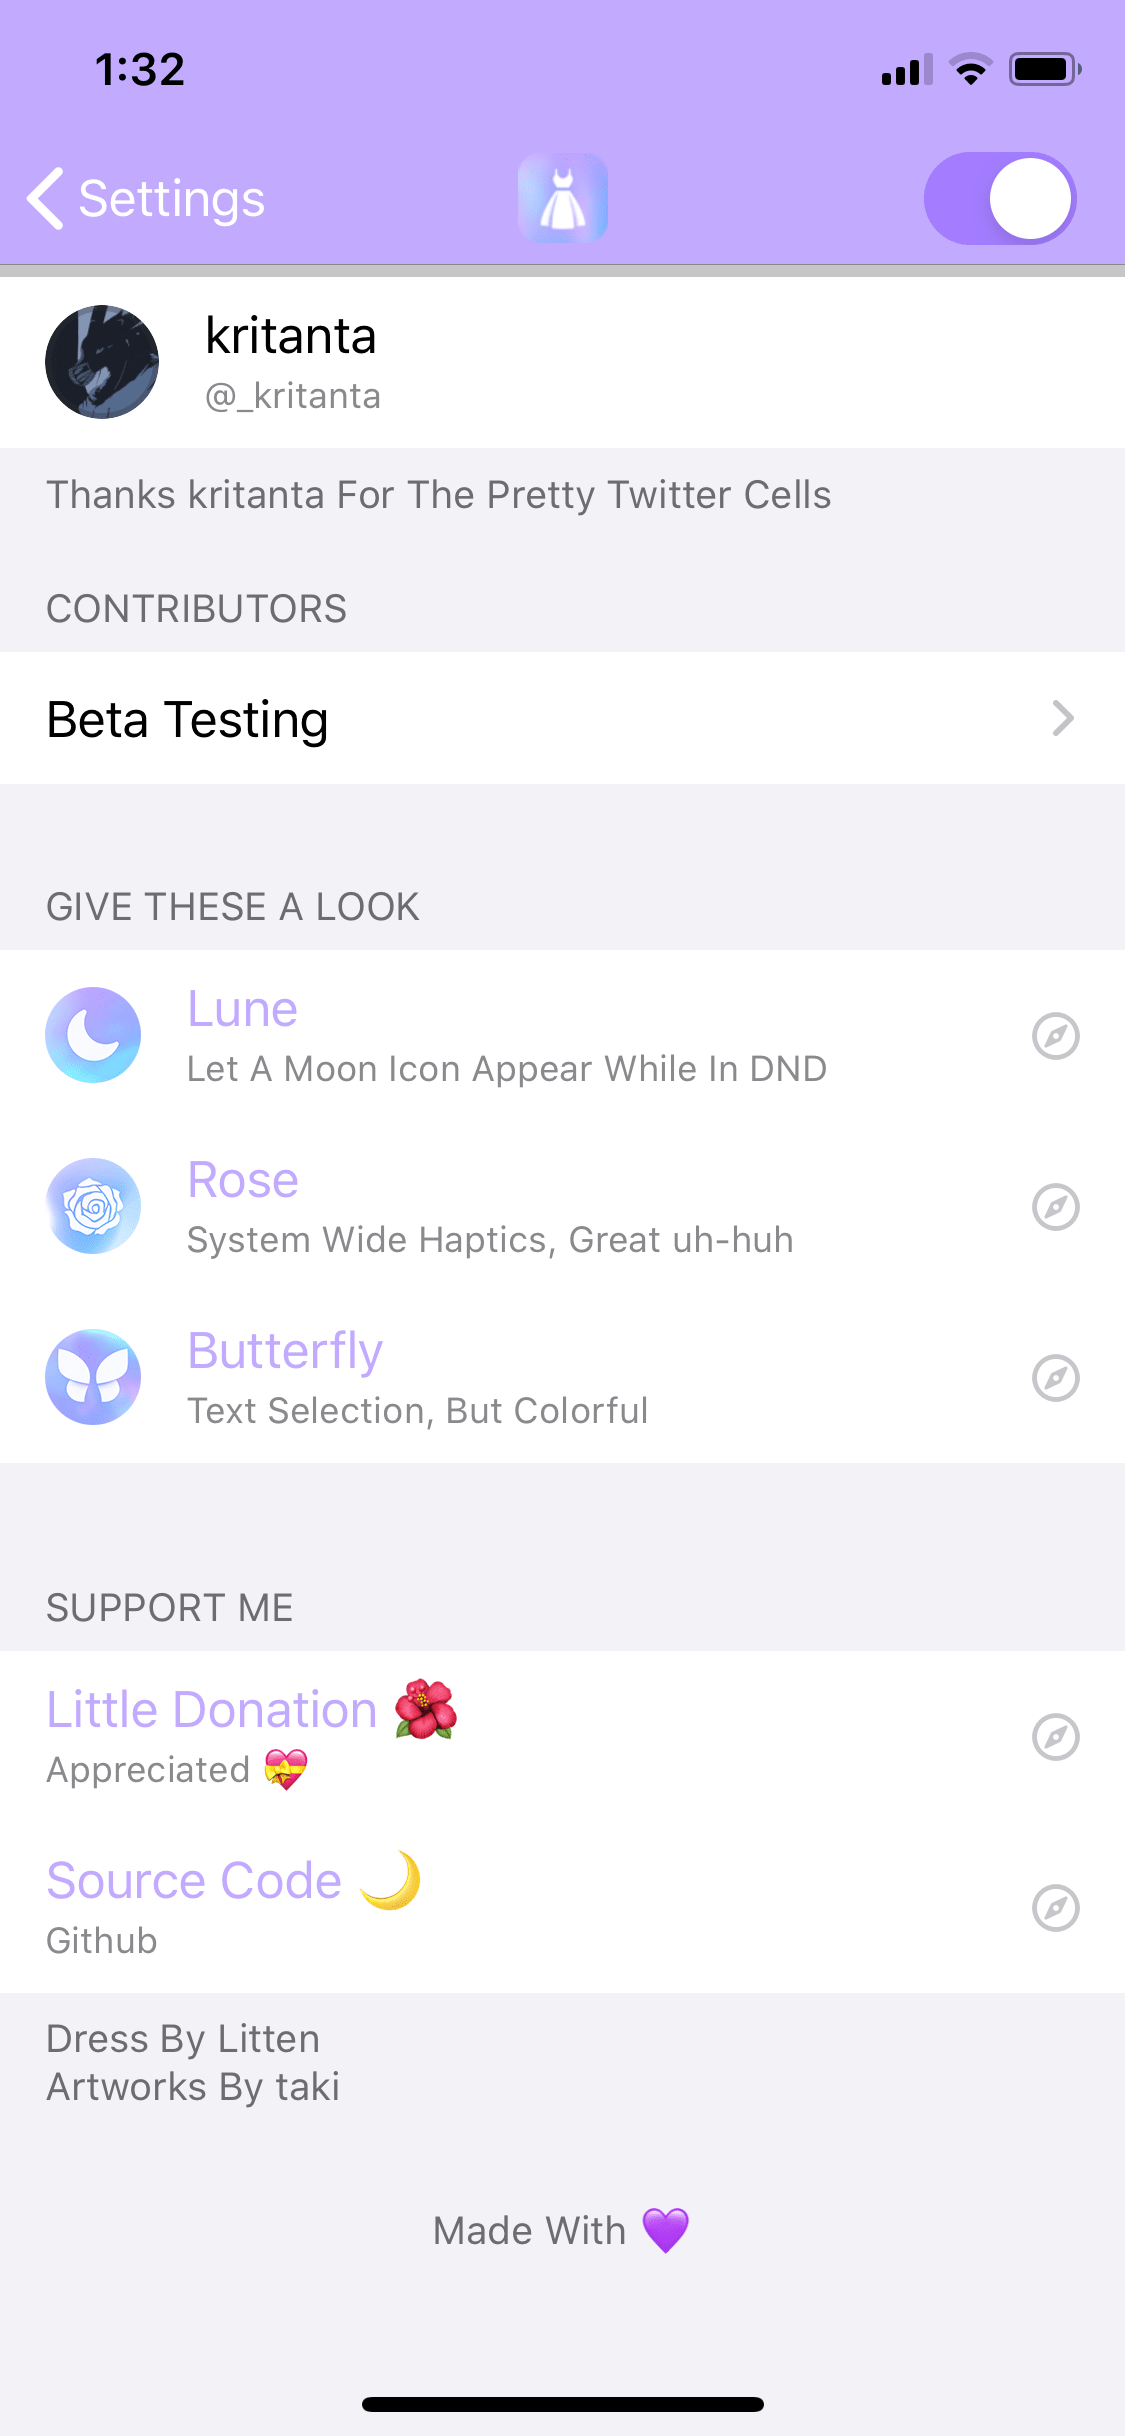 1:32
Settings
kritanta
@_kritanta
Thanks kritanta For The Pretty Twitter Cells
CONTRIBUTORS
Beta Testing
GIVE THESE A LOOK
Lune
Let A Moon Icon Appear While In DND
Rose
System Wide Haptics, Great uh-huh
Butterfly
Text Selection, But Colorful
SUPPORT ME
Little Donation 🌺
Appreciated 💝
Source Code 🌙
Github
Dress By Litten
Artworks By taki
Made With 💜